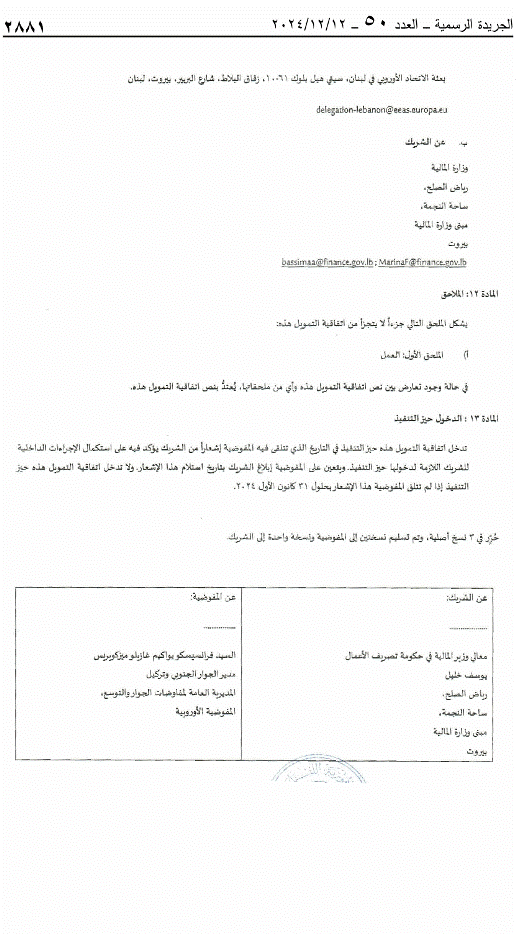 الجريدة الرسمية ــ العدد ٥٠ ــ ٢٠٢٤/١٢/١٢
٢٨٨١
بعثة الاتحاد الأوروبي في لبنان، سيتي هيل بلوك ٦١-١٠، زقاق البلاط، شارع البرير، بيروت، لبنان
delegation-lebanon@eeas.europa.eu
ب. عن الشريك
وزارة المالية
رياض الصلح،
ساحة النجمة،
مبنى وزارة المالية
بيروت
bassimaa@finance.gov.lb ; MarinaF@finance.gov.lb
المادة ١٢: الملاحق
يشكل الملحق التالي جزءاً لا يتجزأ من اتفاقية التمويل هذه:
أ) الملحق الأول: العمل
في حالة وجود تعارض بين نص اتفاقية التمويل هذه وأي من ملحقاتها، يُعتدُّ بنص اتفاقية التمويل هذه.
المادة ١٣ : الدخول حيز التنفيذ
تدخل اتفاقية التمويل هذه حيز التنفيذ في التاريخ الذي تتلقى فيه المفوضية إشعاراً من الشريك يؤكد فيه على استكمال الإجراءات الداخلية
للشريك اللازمة لدخولها حيز التنفيذ. ويتعين على المفوضية إبلاغ الشريك بتاريخ استلام هذا الإشعار. ولا تدخل اتفاقية التمويل هذه حيز
التنفيذ إذا لم تتلق المفوضية هذا الإشعار بحلول ٣١ كانون الأول ٢٠٢٤.
حُرّر في ٣ نسخ أصلية، وتم تسليم نسختين إلى المفوضية ونسخة واحدة إلى الشريك.
عن الشريك:
..............
معالي وزير المالية في حكومة تصريف الأعمال
يوسف خليل
رياض الصلح،
ساحة النجمة،
مبنى وزارة المالية
بيروت
عن المفوضية:
............
السيد فرانسيسكو يواكيم غازيلو ميزكويريس
مدير الجوار الجنوبي وتركيل
المديرية العامة لمفاوضات الجوار والتوسع،
المفوضية الأوروبية